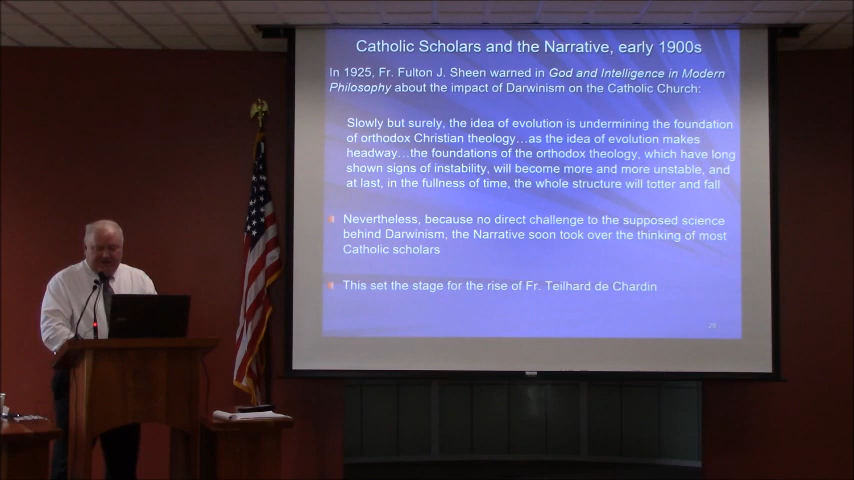 Catholic Scholars and the Narrative, early 1900s
In 1925, Fr. Fulton J. Sheen warned in God and Intelligence in Modern
Philosophy about the impact of Darwinism on the Catholic Church:
Slowly but surely, the idea of evolution is undermining the foundation
of orthodox Christian theology…as the idea of evolution makes
headway…the foundations of the orthodox theology, which have long
shown signs of instability, will become more and more unstable, and
at last, in the fullness of time, the whole structure will totter and fall
Nevertheless, because no direct challenge to the supposed science
behind Darwinism, the Narrative soon took over the thinking of most
Catholic scholars
This set the stage for the rise of Fr. Teilhard de Chardin